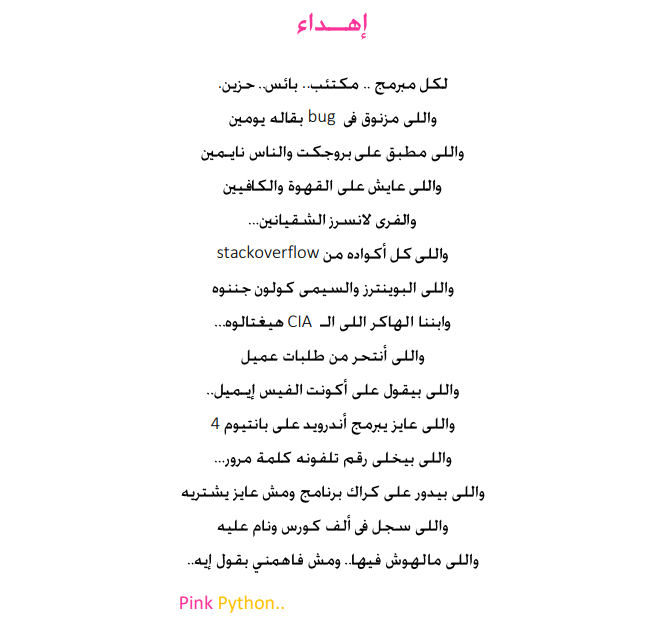 إهـــداء
لكل مبرمج .. مكتئب.. بائس.. حزين.
واللى مزنوق فى bug بقاله يومين
واللى مطبق على بروجكت والناس نايمين
واللى عايش على القهوة والكافيين
والفرى لانسرز الشقيانين...
واللى كل أكواده من stackoverflow
واللى البوينترز والسيمى كولون جننوه
وابننا الهاكر اللى الـ CIA هيغتالوه...
واللى أنتحر من طلبات عميل
واللى بيقول على أكونت الفيس إيميل..
واللى عايز يبرمج أندرويد على بانتيوم 4
واللى بيخلى رقم تلفونه كلمة مرور...
واللى بيدور على كراك برنامج ومش عايز يشتريه
واللى سجل فى ألف كورس ونام عليه
واللى مالهوش فيها.. ومش فاهمني بقول إيه..
Pink Python..